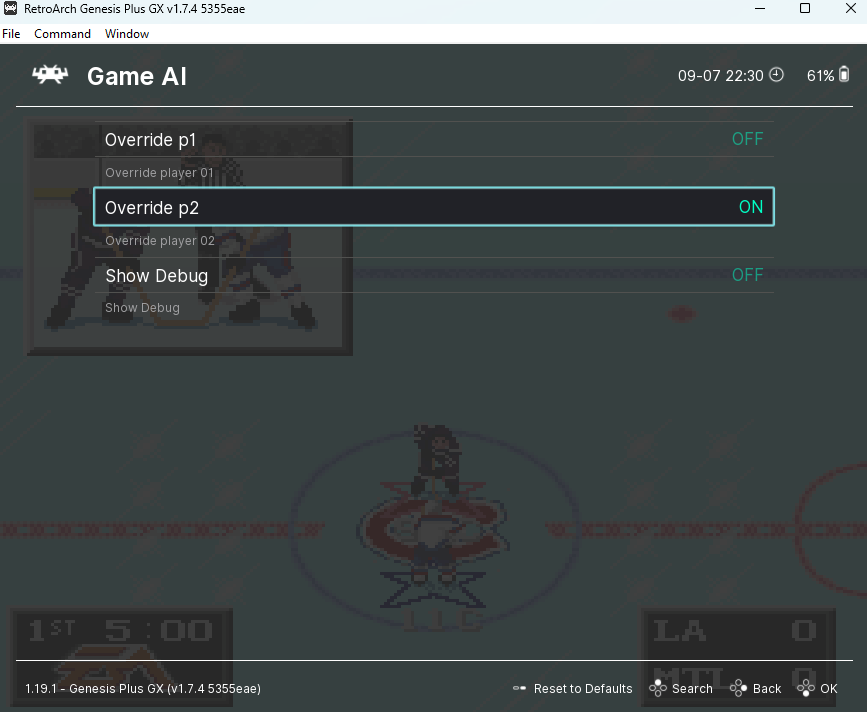 RetroArch Genesis Plus GX v1.7.4 5355eae
File Command Window
Game AI 09-07 22:30 61%
Override p1 OFF
Override player 01
Override p2 ON
Override player 02
Show Debug OFF
Show Debug
1ST 5:00
LA 0
MTL 0
1.19.1 - Genesis Plus GX (v1.7.4 5355eae) Reset to Defaults Search Back OK